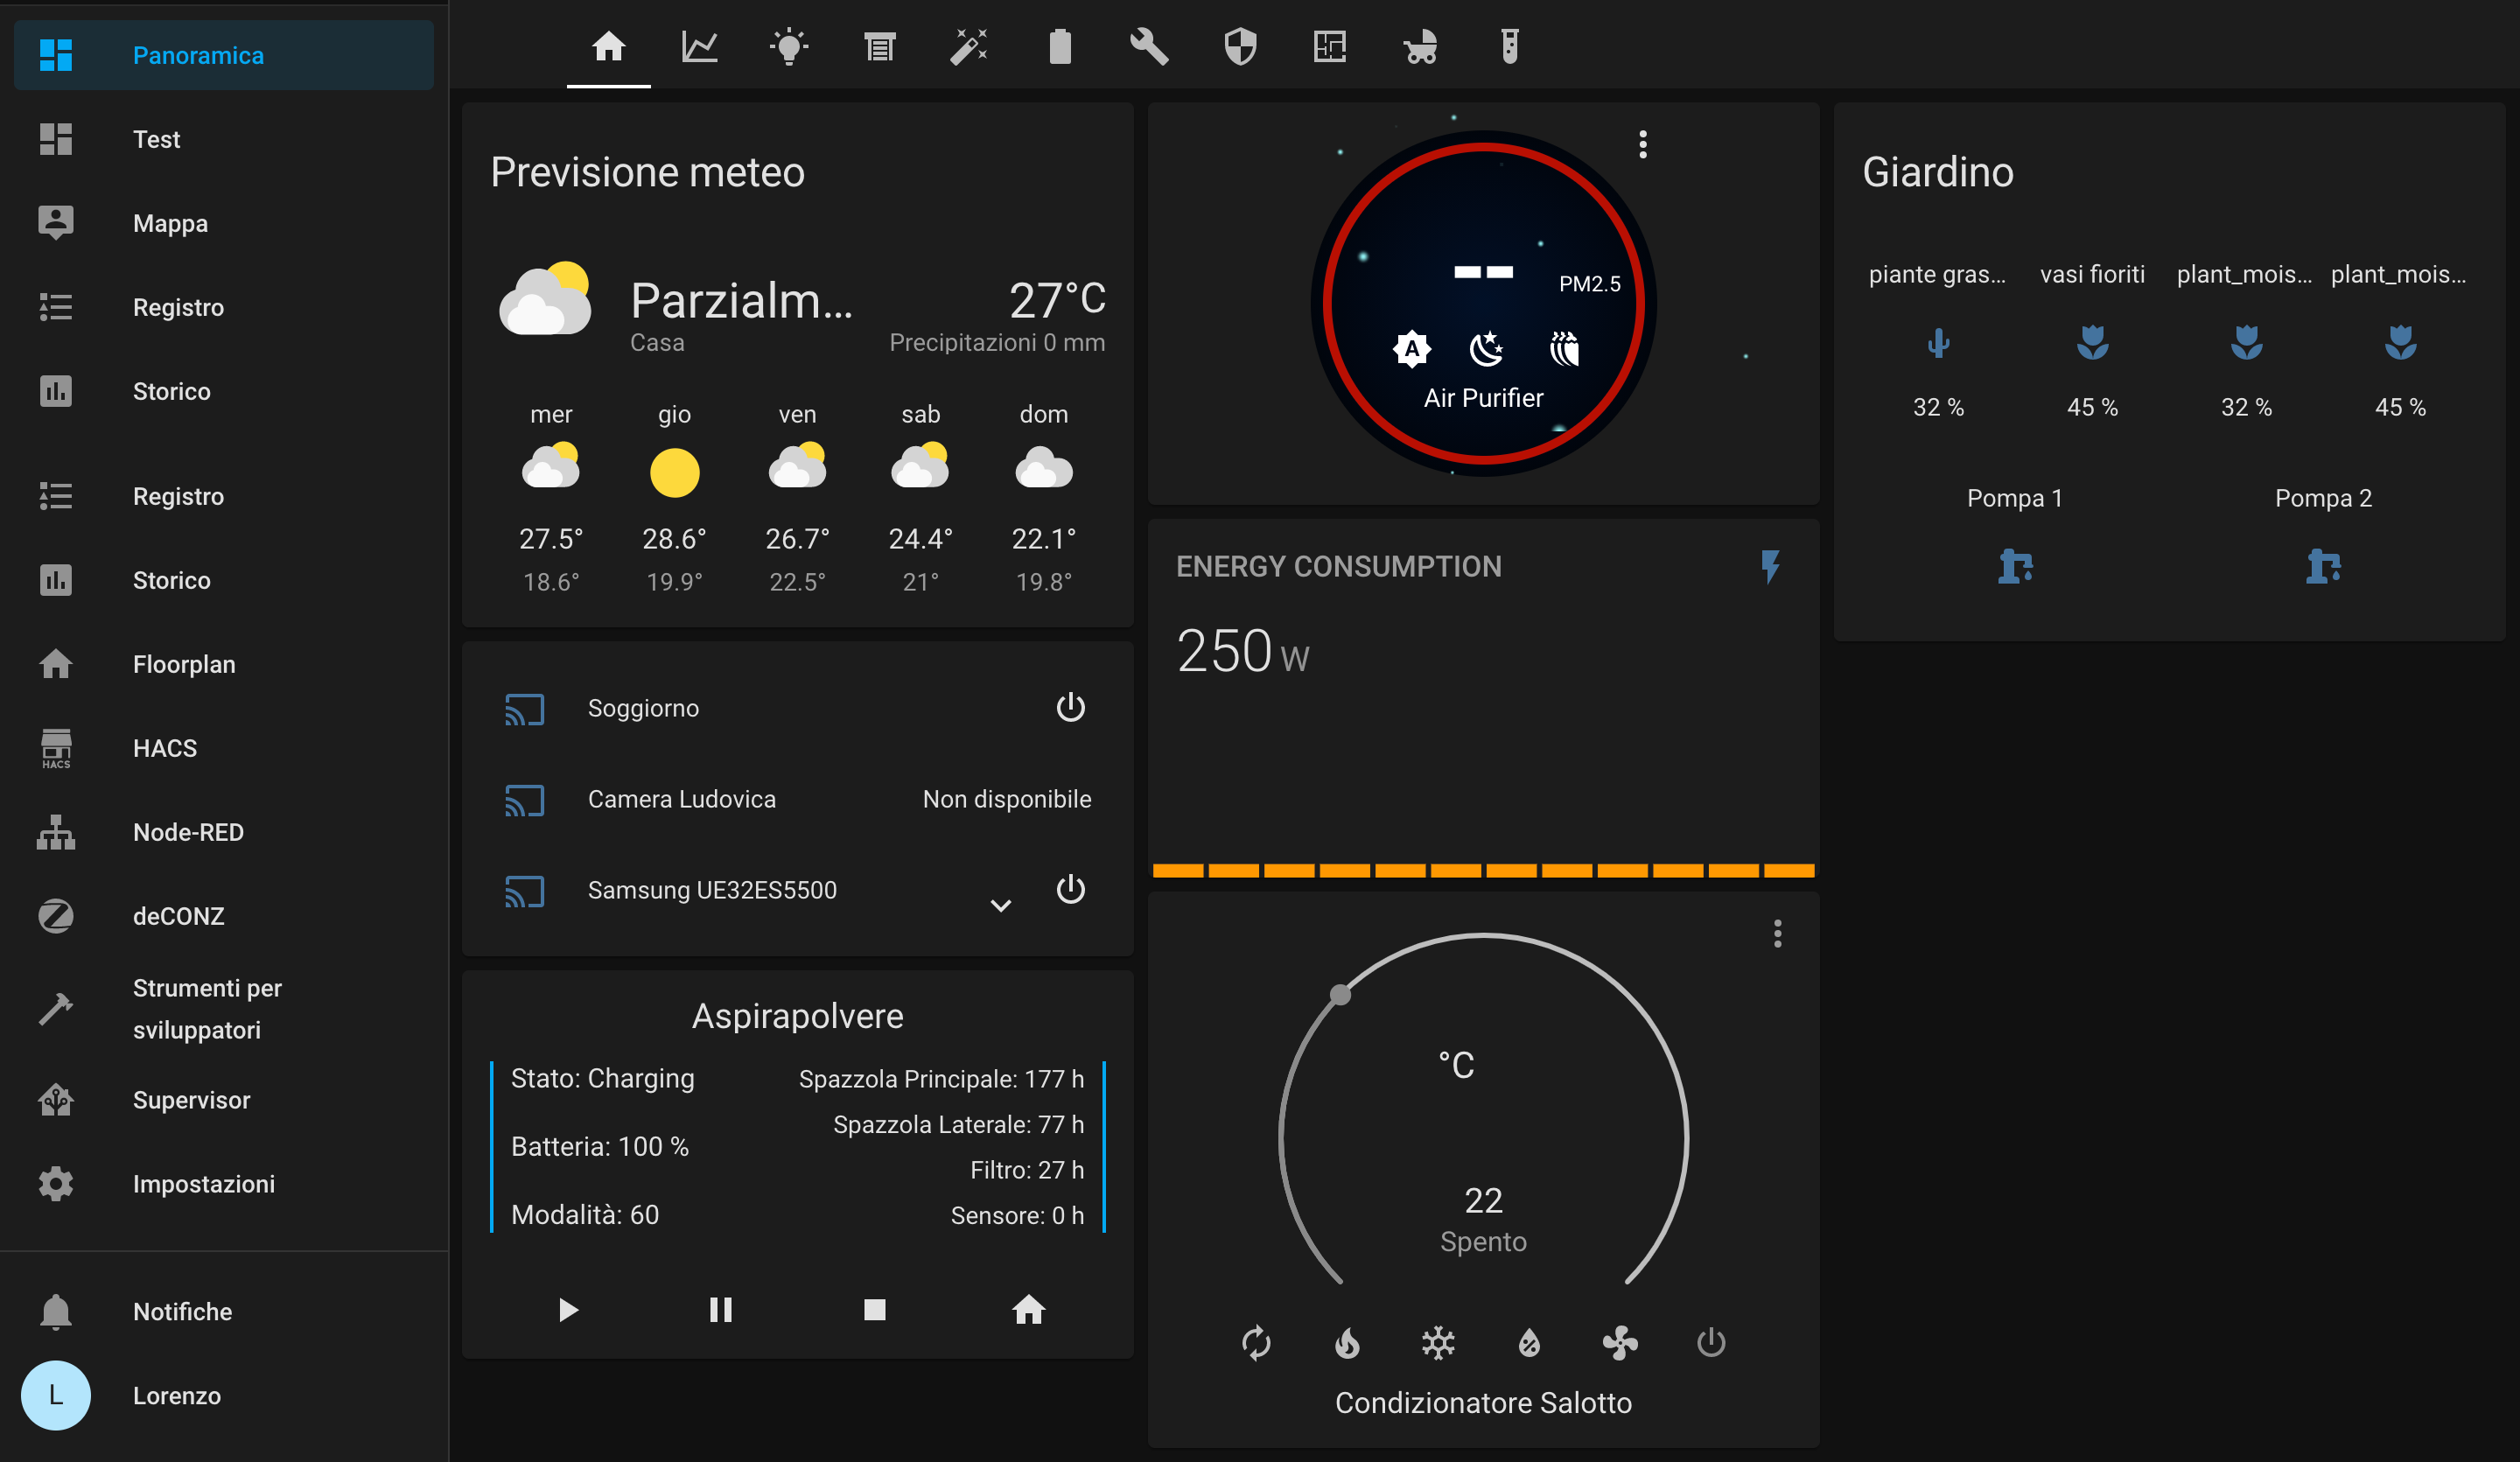 Panoramica
Test
Mappa
Registro
Storico
Registro
Storico
Floorplan
HACS
HACS
Node-RED
deCONZ
Strumenti per
sviluppatori
Supervisor
Impostazioni
Notifiche
L
Lorenzo
Previsione meteo
Parzialm...
27°C
Casa
Precipitazioni 0 mm
mer gio ven sab dom
27.5° 28.6° 26.7° 24.4° 22.1°
18.6° 19.9° 22.5° 21° 19.8°
Soggiorno
Camera Ludovica Non disponibile
Samsung UE32ES5500
Aspirapolvere
Stato: Charging
Batteria: 100 %
Modalità: 60
Spazzola Principale: 177 h
Spazzola Laterale: 77 h
Filtro: 27 h
Sensore: 0 h
-- PM2.5
A
Air Purifier
ENERGY CONSUMPTION
250 W
°C
22
Spento
Condizionatore Salotto
Giardino
piante gras... vasi fioriti plant_mois... plant_mois...
32 % 45 % 32 % 45 %
Pompa 1 Pompa 2